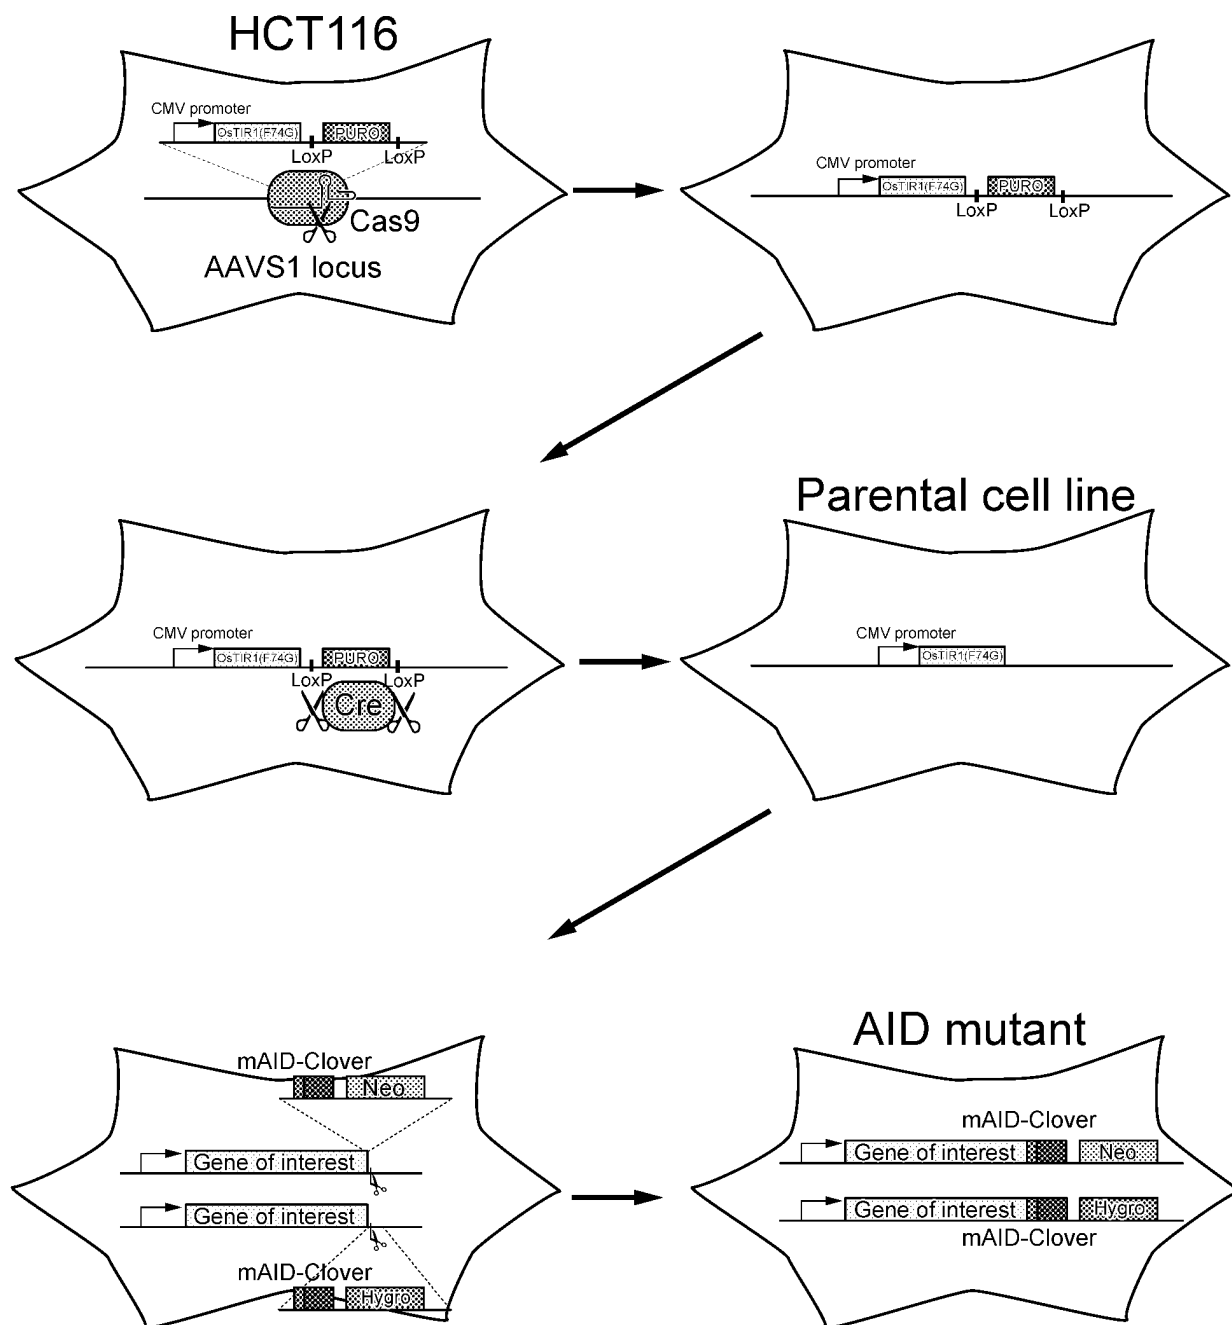 HCT116
CMV promoter
OsTIR1(F74G)
PURO
LoxP
LoxP
Cas9
AAVS1 locus
CMV promoter
OsTIR1(F74G)
PURO
LoxP
LoxP
Parental cell line
CMV promoter
OsTIR1(F74G)
PURO
LoxP
LoxP
Cre
CMV promoter
OsTIR1(F74G)
AID mutant
mAID-Clover
Neo
Gene of interest
Gene of interest
mAID-Clover
Hygro
mAID-Clover
Gene of interest
Neo
Gene of interest
Hygro
mAID-Clover